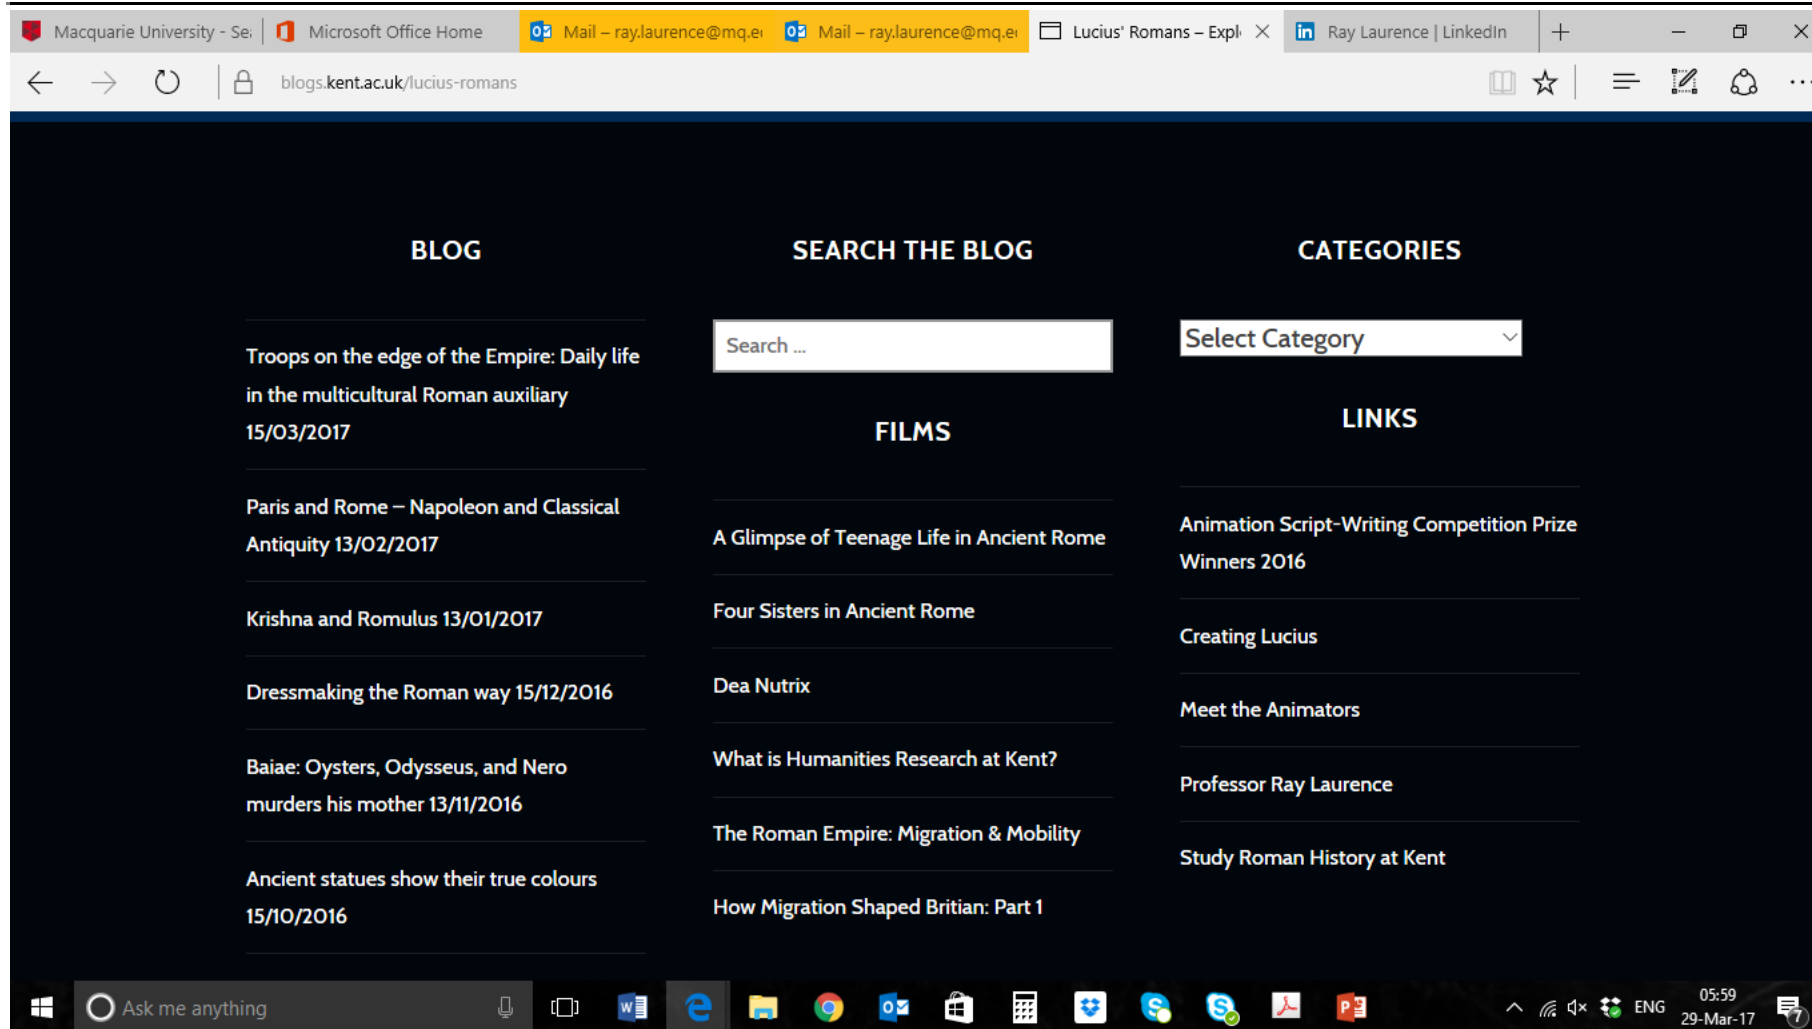 Macquarie University - Se
Microsoft Office Home
Mail – ray.laurence@mq.e
Mail – ray.laurence@mq.e
Lucius' Romans – Expl
Ray Laurence | LinkedIn
blogs.kent.ac.uk/lucius-romans
BLOG
Troops on the edge of the Empire: Daily life
in the multicultural Roman auxiliary
15/03/2017
Paris and Rome – Napoleon and Classical
Antiquity 13/02/2017
Krishna and Romulus 13/01/2017
Dressmaking the Roman way 15/12/2016
Baiae: Oysters, Odysseus, and Nero
murders his mother 13/11/2016
Ancient statues show their true colours
15/10/2016
SEARCH THE BLOG
Search ...
FILMS
A Glimpse of Teenage Life in Ancient Rome
Four Sisters in Ancient Rome
Dea Nutrix
What is Humanities Research at Kent?
The Roman Empire: Migration & Mobility
How Migration Shaped Britian: Part 1
CATEGORIES
Select Category
LINKS
Animation Script-Writing Competition Prize
Winners 2016
Creating Lucius
Meet the Animators
Professor Ray Laurence
Study Roman History at Kent
Ask me anything
ENG
05:59
29-Mar-17
7